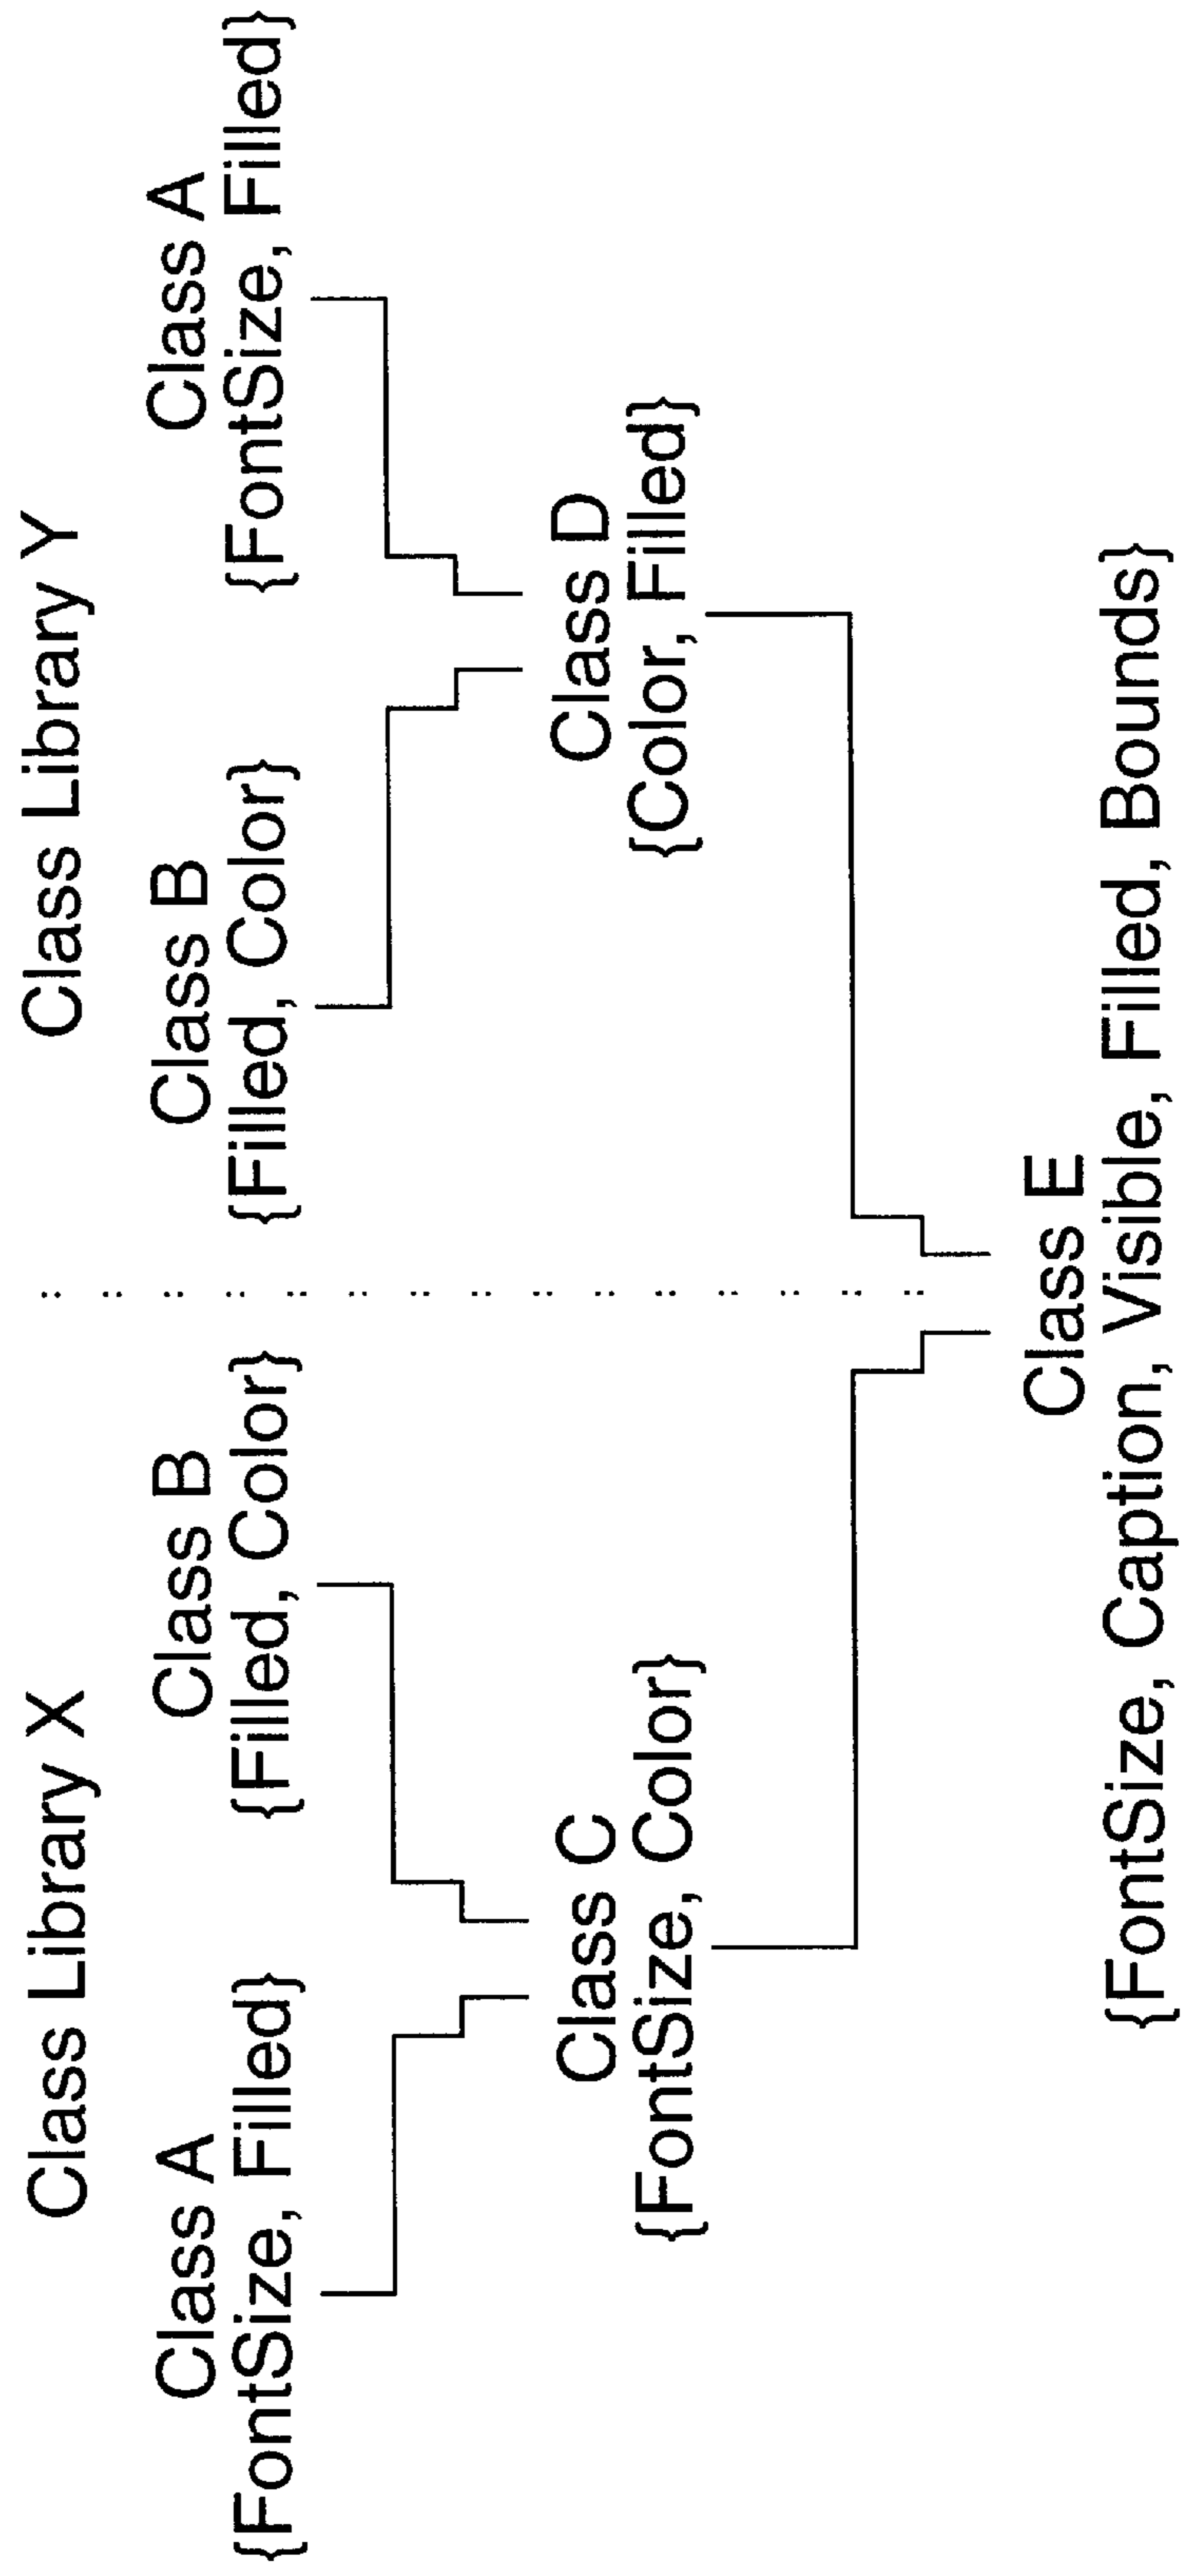 Class Library X
Class Library Y
Class A
{FontSize, Filled}
Class B
{Filled, Color}
Class B
{Filled, Color}
Class A
{FontSize, Filled}
Class C
{FontSize, Color}
Class D
{Color, Filled}
Class E
{FontSize, Caption, Visible, Filled, Bounds}